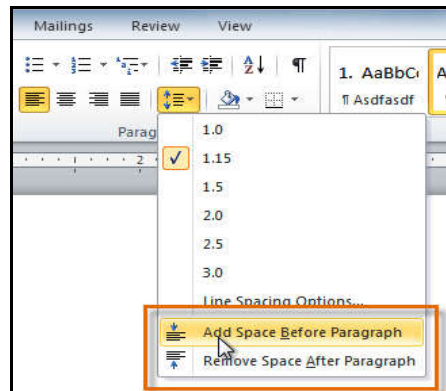 Mailings Review View
1. AaBbCc
¶ Asdfasdf
Parag
2
1.0
1.15
1.5
2.0
2.5
3.0
Line Spacing Options...
Add Space Before Paragraph
Remove Space After Paragraph